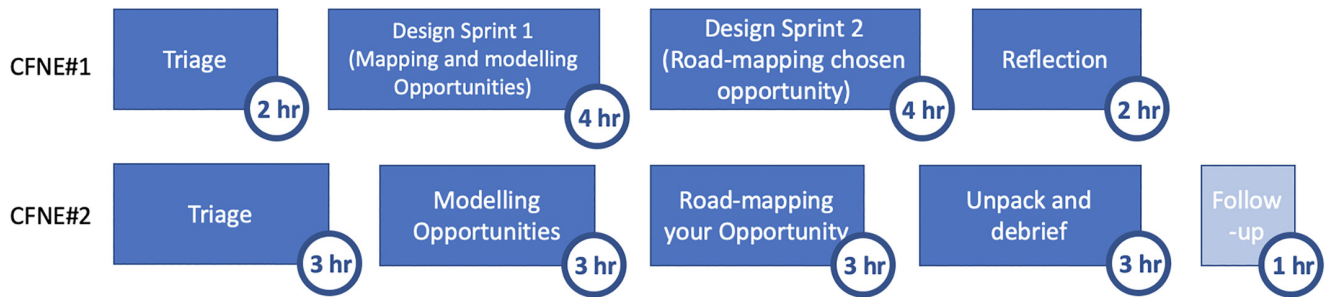 CFNE#1
Triage
2 hr
Design Sprint 1
(Mapping and modelling
Opportunities)
4 hr
Design Sprint 2
(Road-mapping chosen
opportunity)
4 hr
Reflection
2 hr
CFNE#2
Triage
3 hr
Modelling
Opportunities
3 hr
Road-mapping
your Opportunity
3 hr
Unpack and
debrief
3 hr
Follow
-up
1 hr